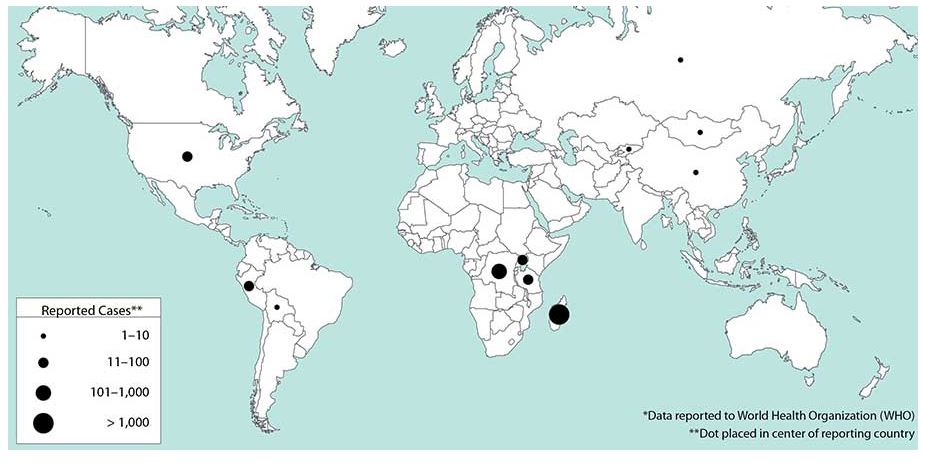 Reported Cases**
1–10
11–100
101–1,000
> 1,000
*Data reported to World Health Organization (WHO)
**Dot placed in center of reporting country